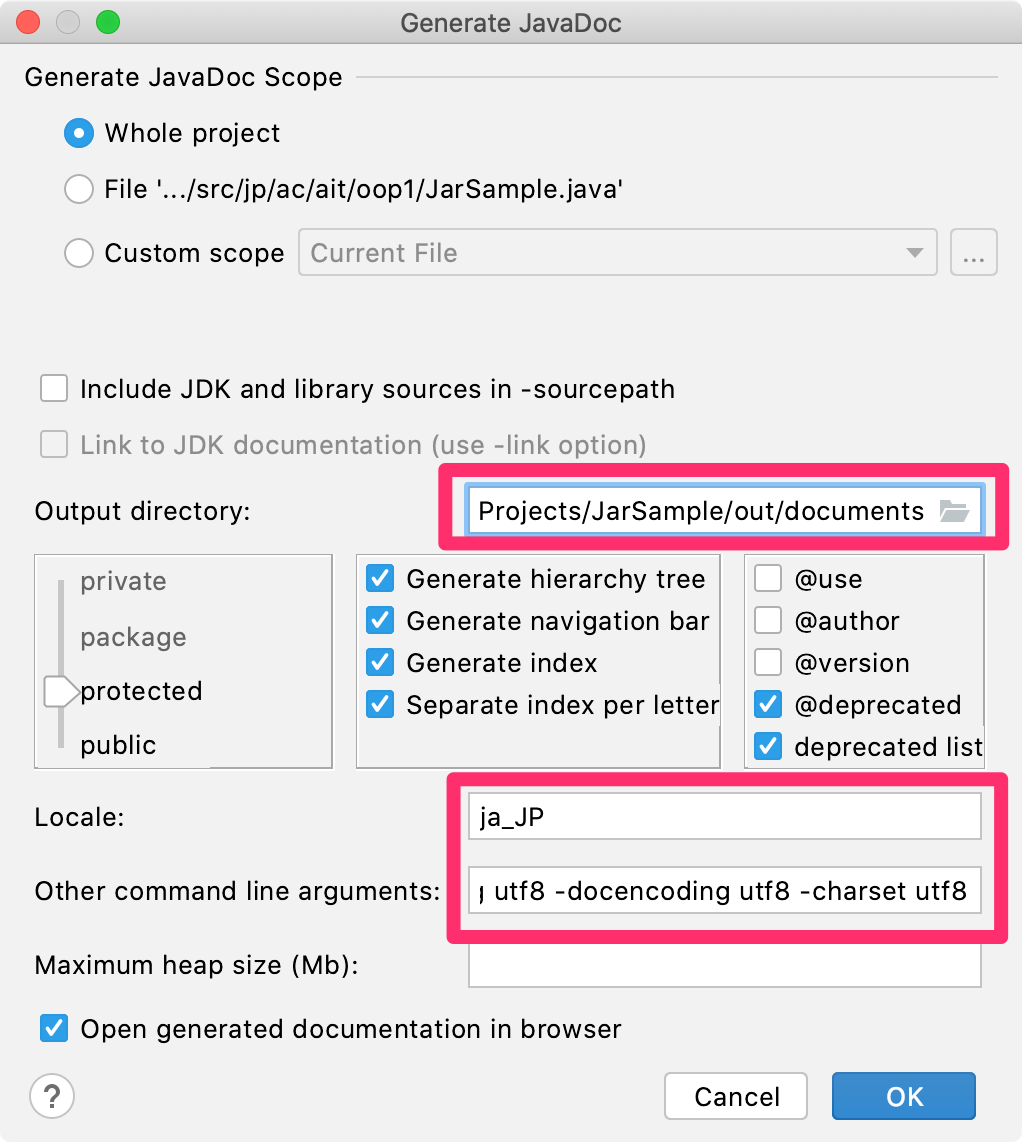 Generate JavaDoc
Generate JavaDoc Scope
Whole project
File '.../src/jp/ac/ait/oop1/JarSample.java'
Custom scope Current File ...
Include JDK and library sources in -sourcepath
Link to JDK documentation (use -link option)
Output directory: Projects/JarSample/out/documents
private
package
protected
public
Generate hierarchy tree
Generate navigation bar
Generate index
Separate index per letter
@use
@author
@version
@deprecated
deprecated list
Locale: ja_JP
Other command line arguments: utf8 -docencoding utf8 -charset utf8
Maximum heap size (Mb):
Open generated documentation in browser
? Cancel OK